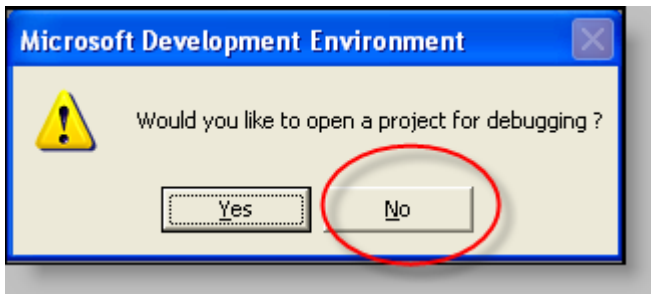 Microsoft Development Environment
Would you like to open a project for debugging ?
Yes
No